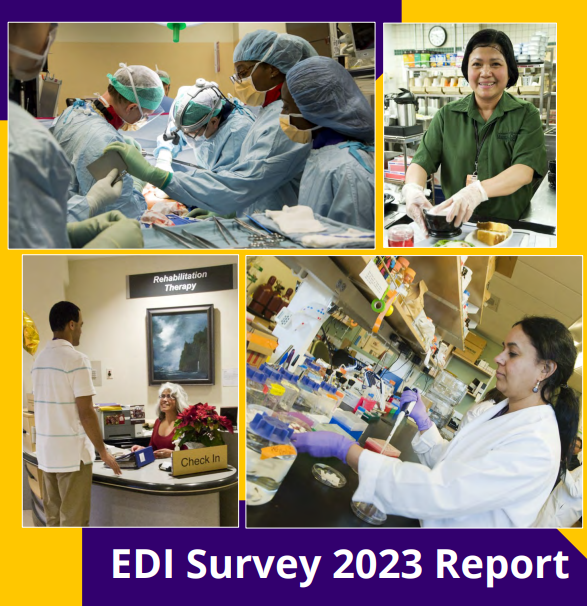 Rehabilitation
Therapy
Check In
EDI Survey 2023 Report